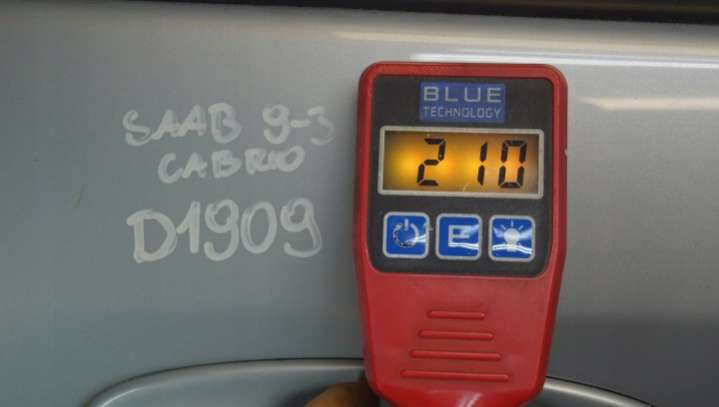 SAAB 9-3
CABRIO
D1909
BLUE
TECHNOLOGY
210